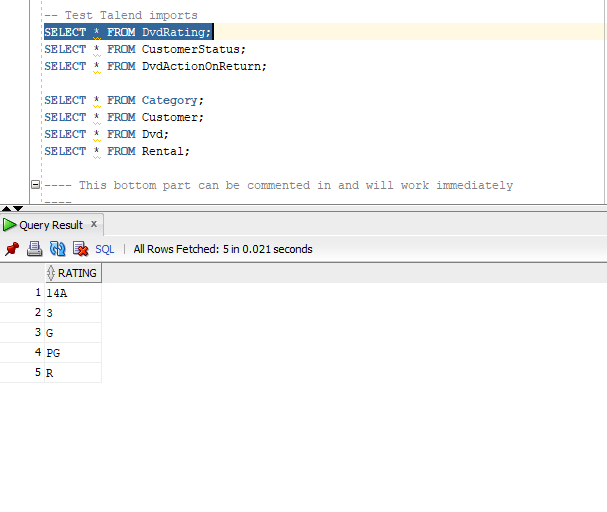 -- Test Talend imports
SELECT * FROM DvdRating;
SELECT * FROM CustomerStatus;
SELECT * FROM DvdActionOnReturn;
SELECT * FROM Category;
SELECT * FROM Customer;
SELECT * FROM Dvd;
SELECT * FROM Rental;
---- This bottom part can be commented in and will work immediately
----
Query Result x
SQL | All Rows Fetched: 5 in 0.021 seconds
RATING
1 14A
2 3
3 G
4 PG
5 R